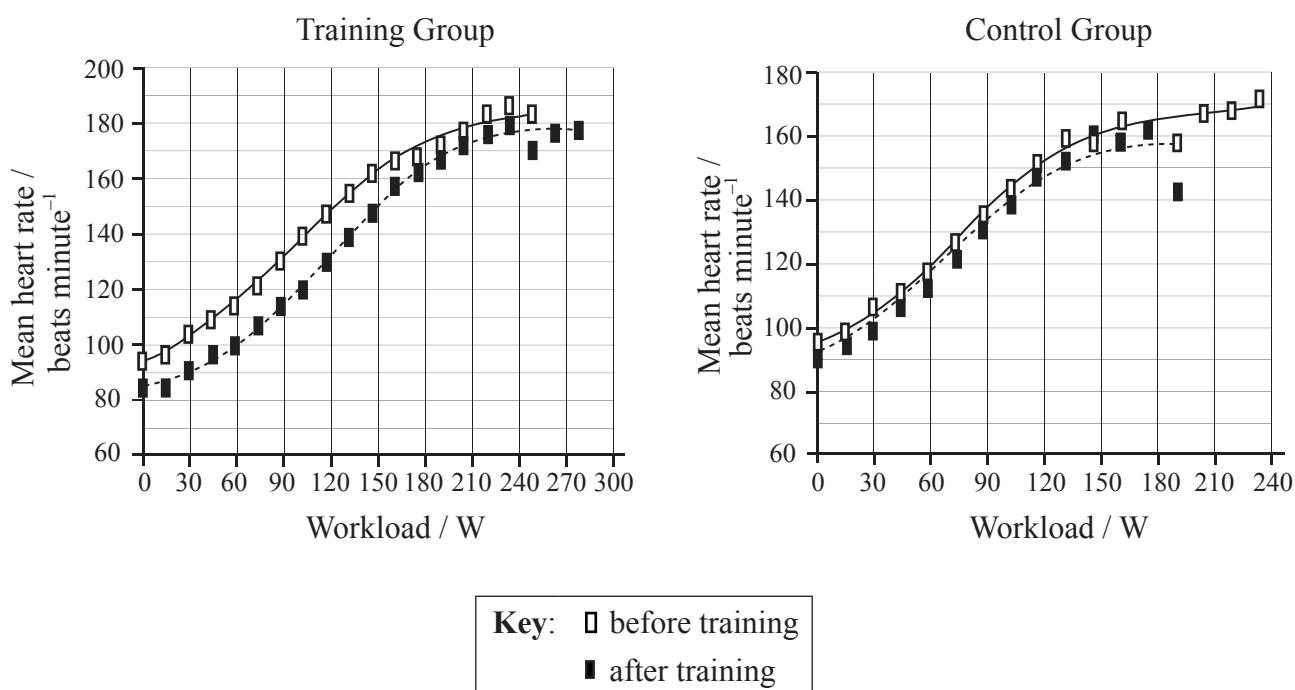 Training Group
200
180
160
140
120
100
80
60
Mean heart rate /
beats minute⁻¹
0 30 60 90 120 150 180 210 240 270 300
Workload / W
Control Group
180
160
140
120
100
80
60
Mean heart rate /
beats minute⁻¹
0 30 60 90 120 150 180 210 240
Workload / W
Key: before training
after training